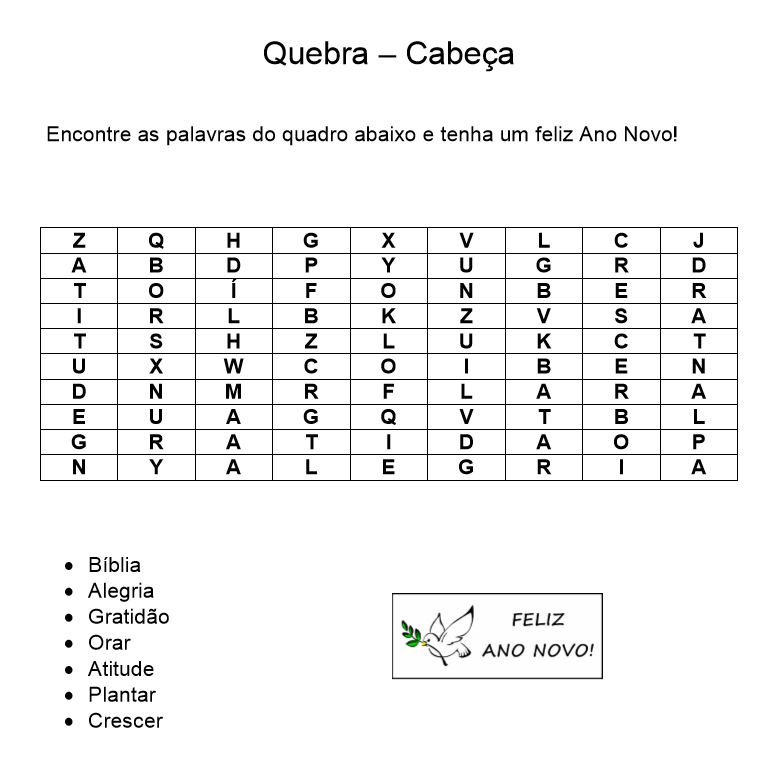 Quebra – Cabeça
Encontre as palavras do quadro abaixo e tenha um feliz Ano Novo!
Z Q H G X V L C J
A B D P Y U G R D
T O Í F O N B E R
I R L B K Z V S A
T S H Z L U K C T
U X W C O I B E N
D N M R F L A R A
E U A G Q V T B L
G R A T I D A O P
N Y A L E G R I A
• Bíblia
• Alegria
• Gratidão
• Orar
• Atitude
• Plantar
• Crescer
FELIZ
ANO NOVO!